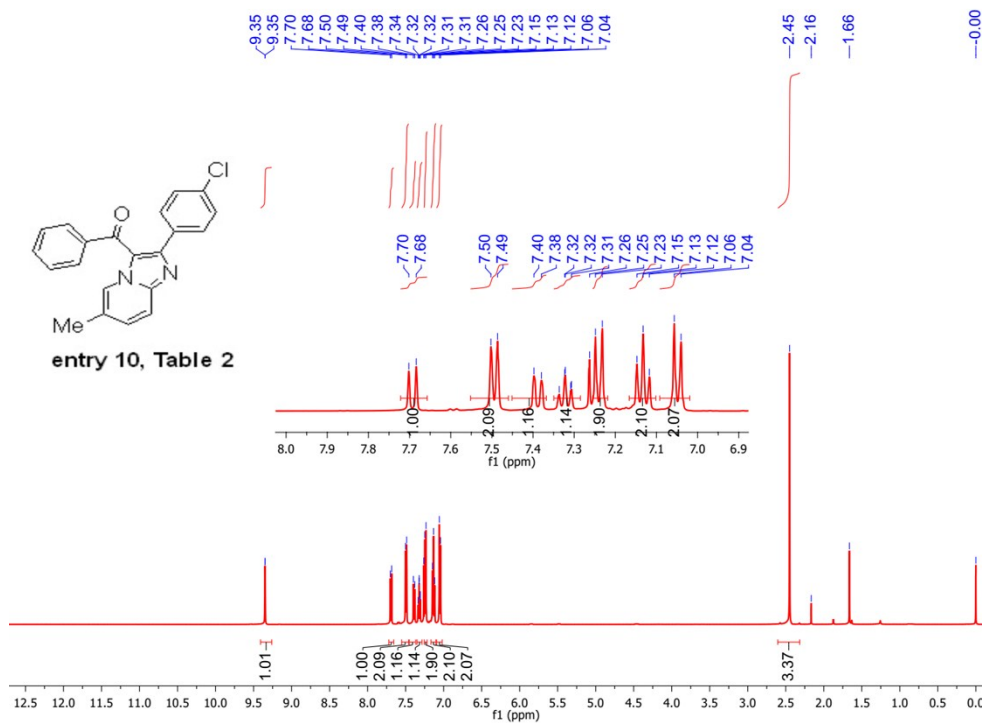 9.35 9.35 7.70 7.68 7.50 7.49 7.40 7.38 7.34 7.32 7.32 7.31 7.31 7.26 7.25 7.23 7.15 7.13 7.12 7.06 7.04 2.45 2.16 1.66 -0.00
Cl
O
N
N
Me
entry 10, Table 2
7.70 7.68 7.50 7.49 7.40 7.38 7.32 7.32 7.31 7.26 7.25 7.23 7.15 7.13 7.12 7.06 7.04
1.00 2.09 1.16 1.14 1.90 2.10 2.07
8.0 7.9 7.8 7.7 7.6 7.5 7.4 7.3 7.2 7.1 7.0 6.9
f1 (ppm)
1.01 1.00 2.09 1.16 1.14 1.90 2.10 2.07 3.37
12.5 12.0 11.5 11.0 10.5 10.0 9.5 9.0 8.5 8.0 7.5 7.0 6.5 6.0 5.5 5.0 4.5 4.0 3.5 3.0 2.5 2.0 1.5 1.0 0.5 0.0
f1 (ppm)